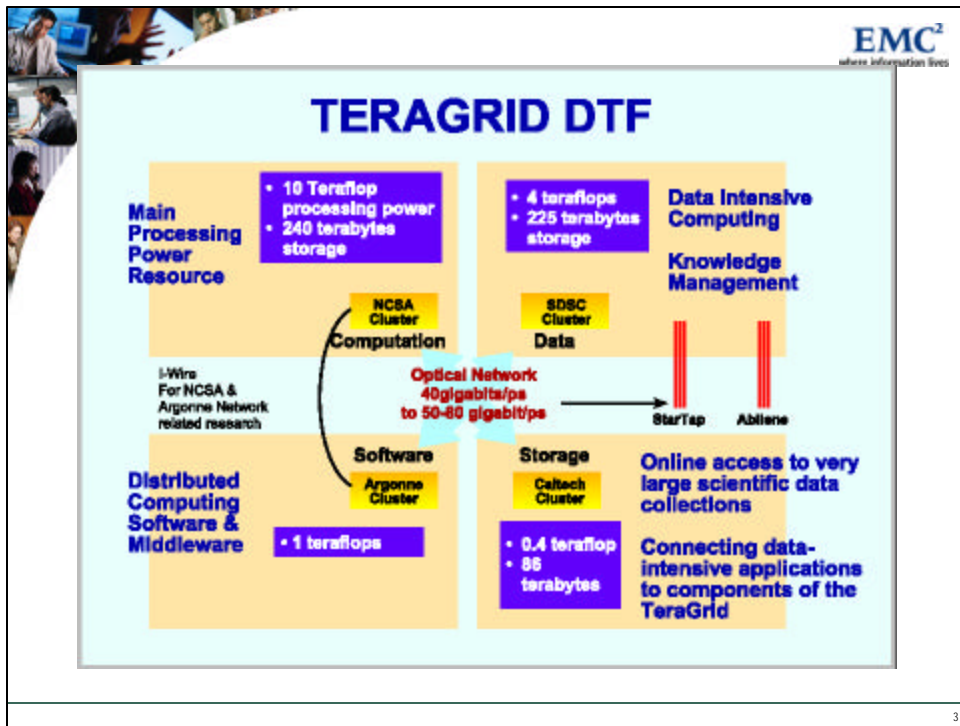 EMC²
where information lives
TERAGRID DTF
Main
Processing
Power
Resource
• 10 Teraflop
processing power
• 240 terabytes
storage
NCSA
Cluster
Computation
• 4 teraflops
• 225 terabytes
storage
Data Intensive
Computing
Knowledge
Management
SDSC
Cluster
Data
I-Wire
For NCSA &
Argonne Network
related research
Optical Network
40gigabits/ps
to 50-80 gigabit/ps
StarTap
Abilene
Distributed
Computing
Software &
Middleware
Software
Argonne
Cluster
• 1 teraflops
Storage
Caltech
Cluster
• 0.4 teraflop
• 86
terabytes
Online access to very
large scientific data
collections
Connecting data-
intensive applications
to components of the
TeraGrid
3